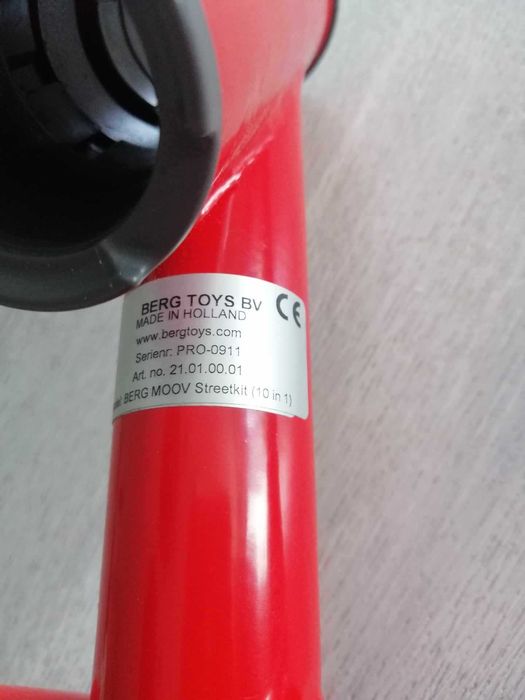 BERG TOYS BV CE
MADE IN HOLLAND
www.bergtoys.com
Serienr: PRO-0911
Art. no. 21.01.00.01
BERG MOOV Streetkit (10 in 1)